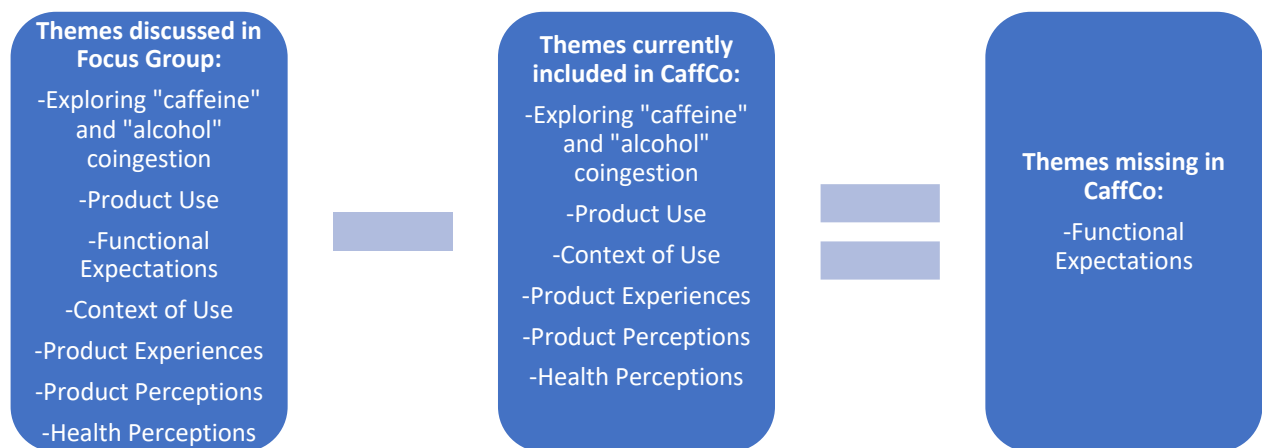 Themes discussed in
Focus Group:
-Exploring "caffeine"
and "alcohol"
coingestion
-Product Use
-Functional
Expectations
-Context of Use
-Product Experiences
-Product Perceptions
-Health Perceptions
Themes currently
included in CaffCo:
-Exploring "caffeine"
and "alcohol"
coingestion
-Product Use
-Context of Use
-Product Experiences
-Product Perceptions
-Health Perceptions
Themes missing in
CaffCo:
-Functional
Expectations